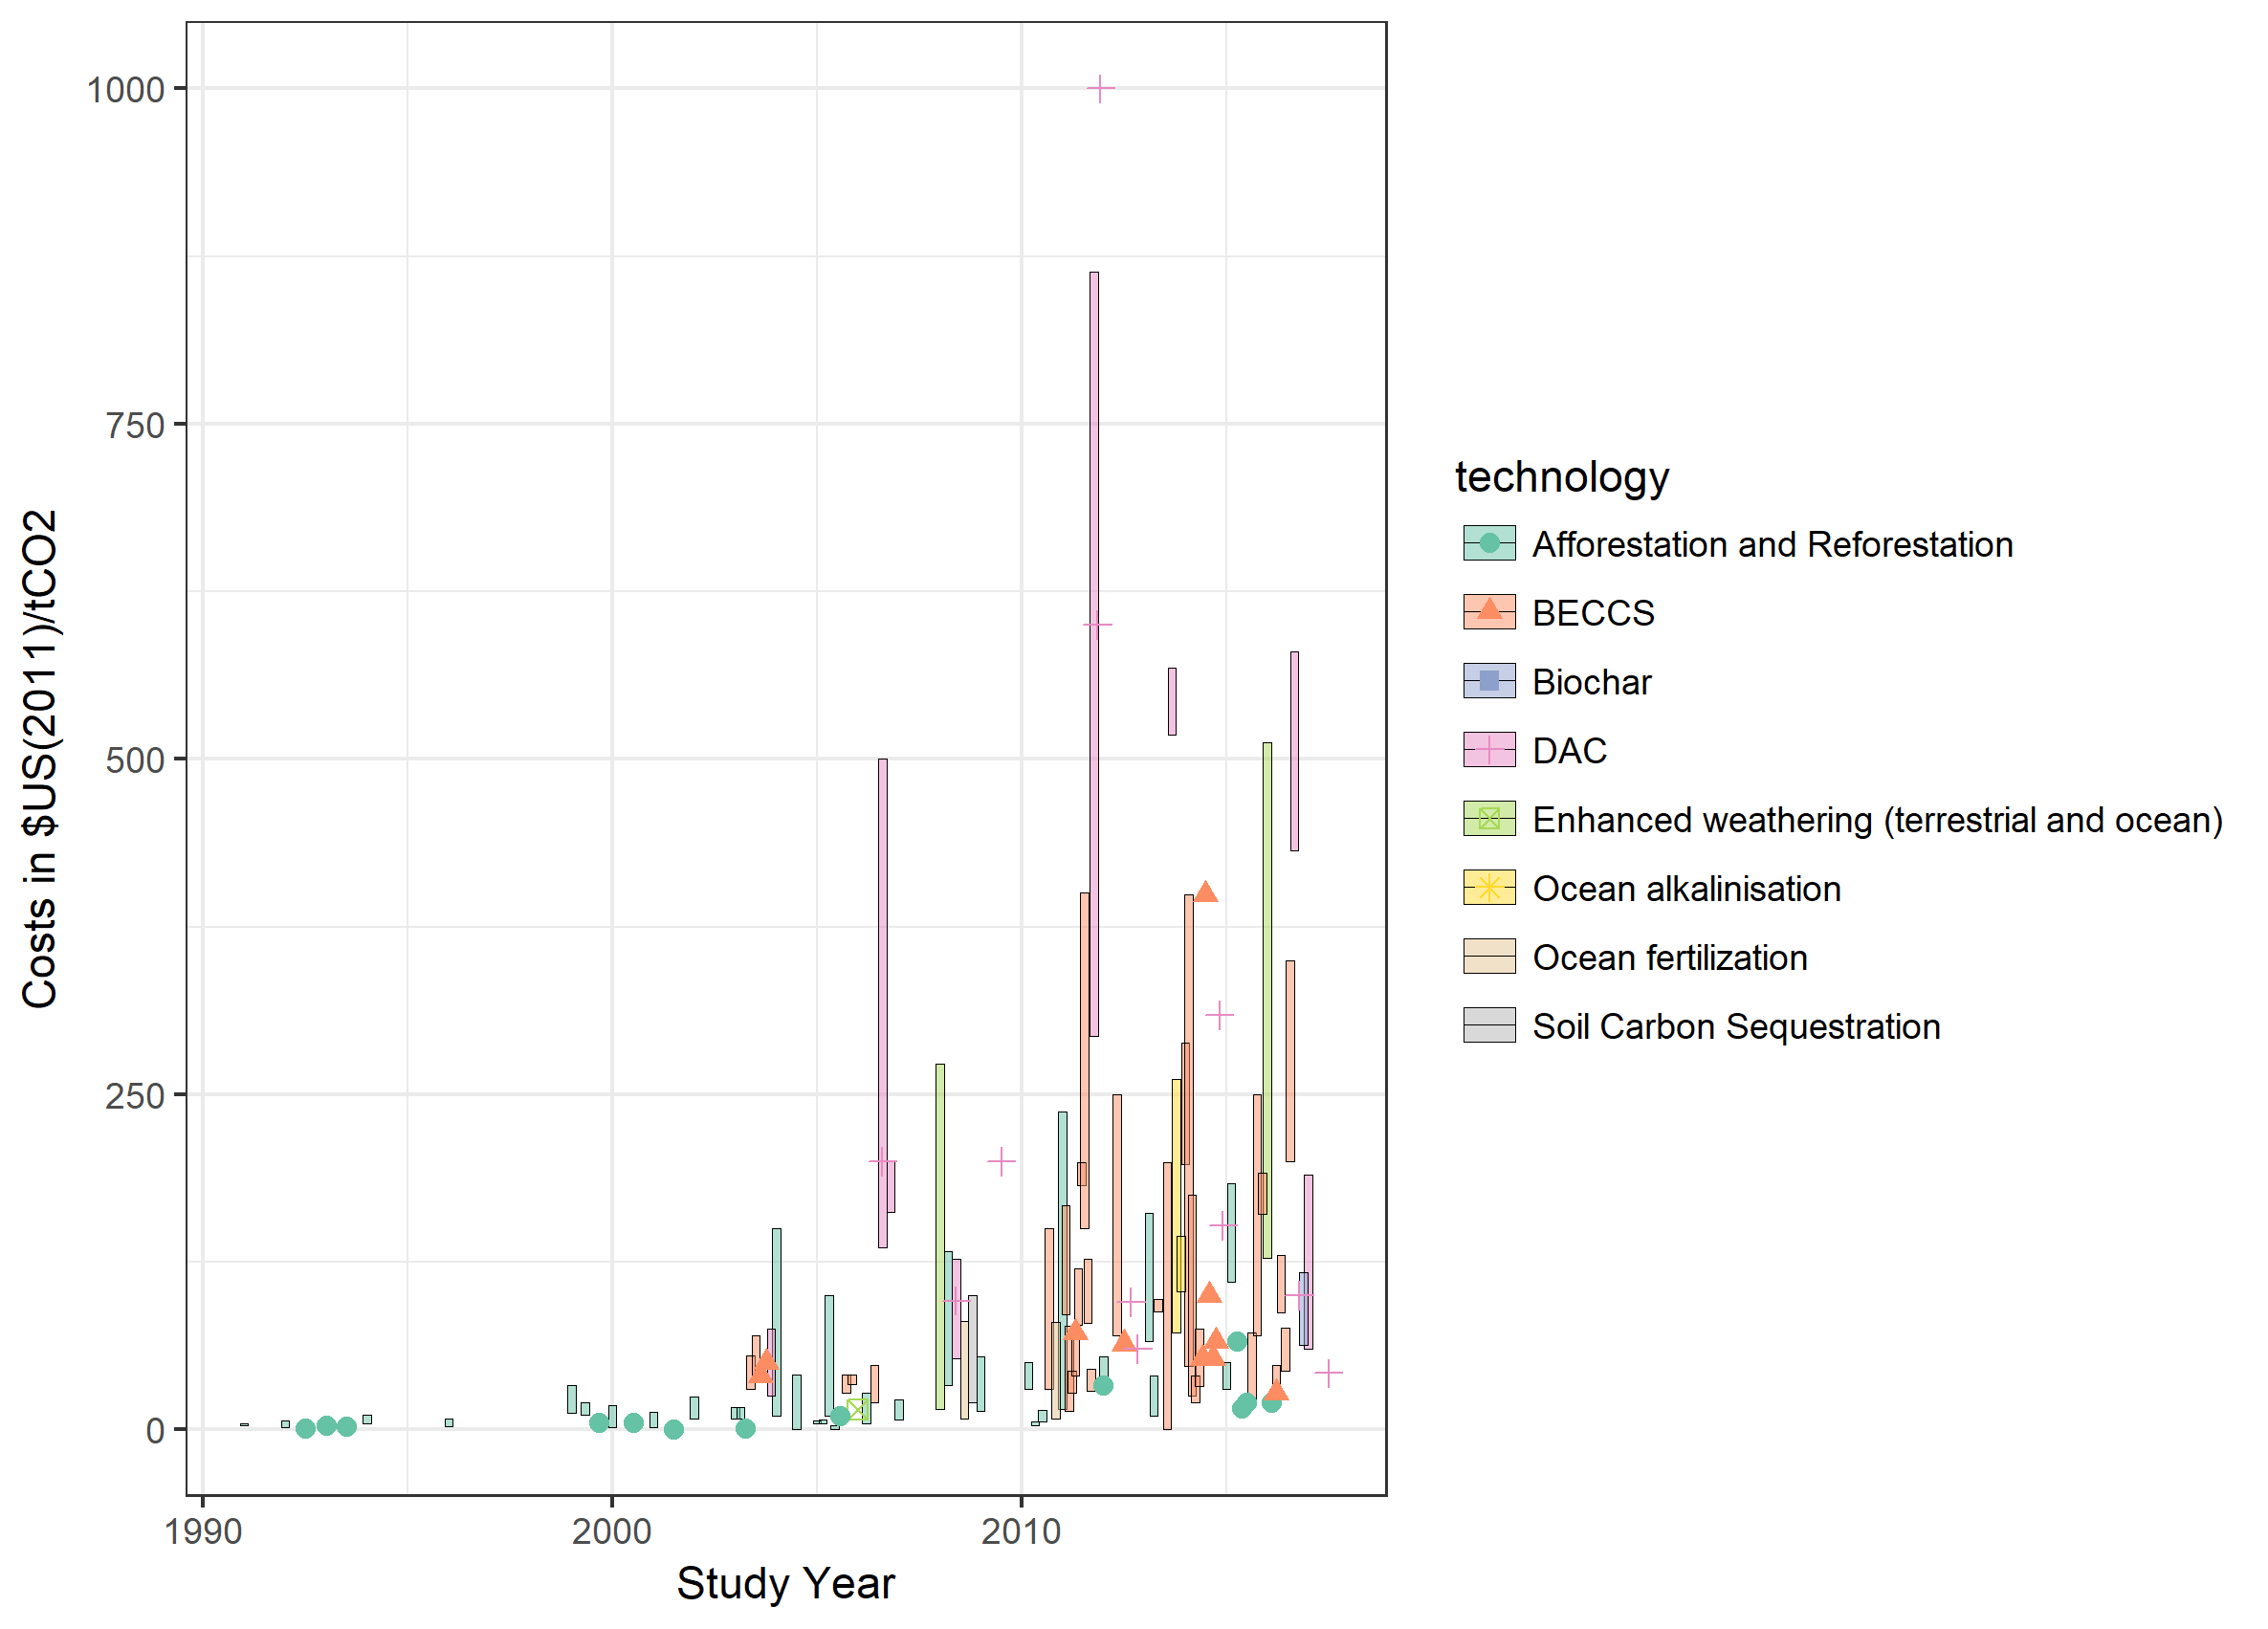 1000
750
500
250
0
Costs in $US(2011)/tCO2
1990
2000
2010
Study Year
technology
Afforestation and Reforestation
BECCS
Biochar
DAC
Enhanced weathering (terrestrial and ocean)
Ocean alkalinisation
Ocean fertilization
Soil Carbon Sequestration